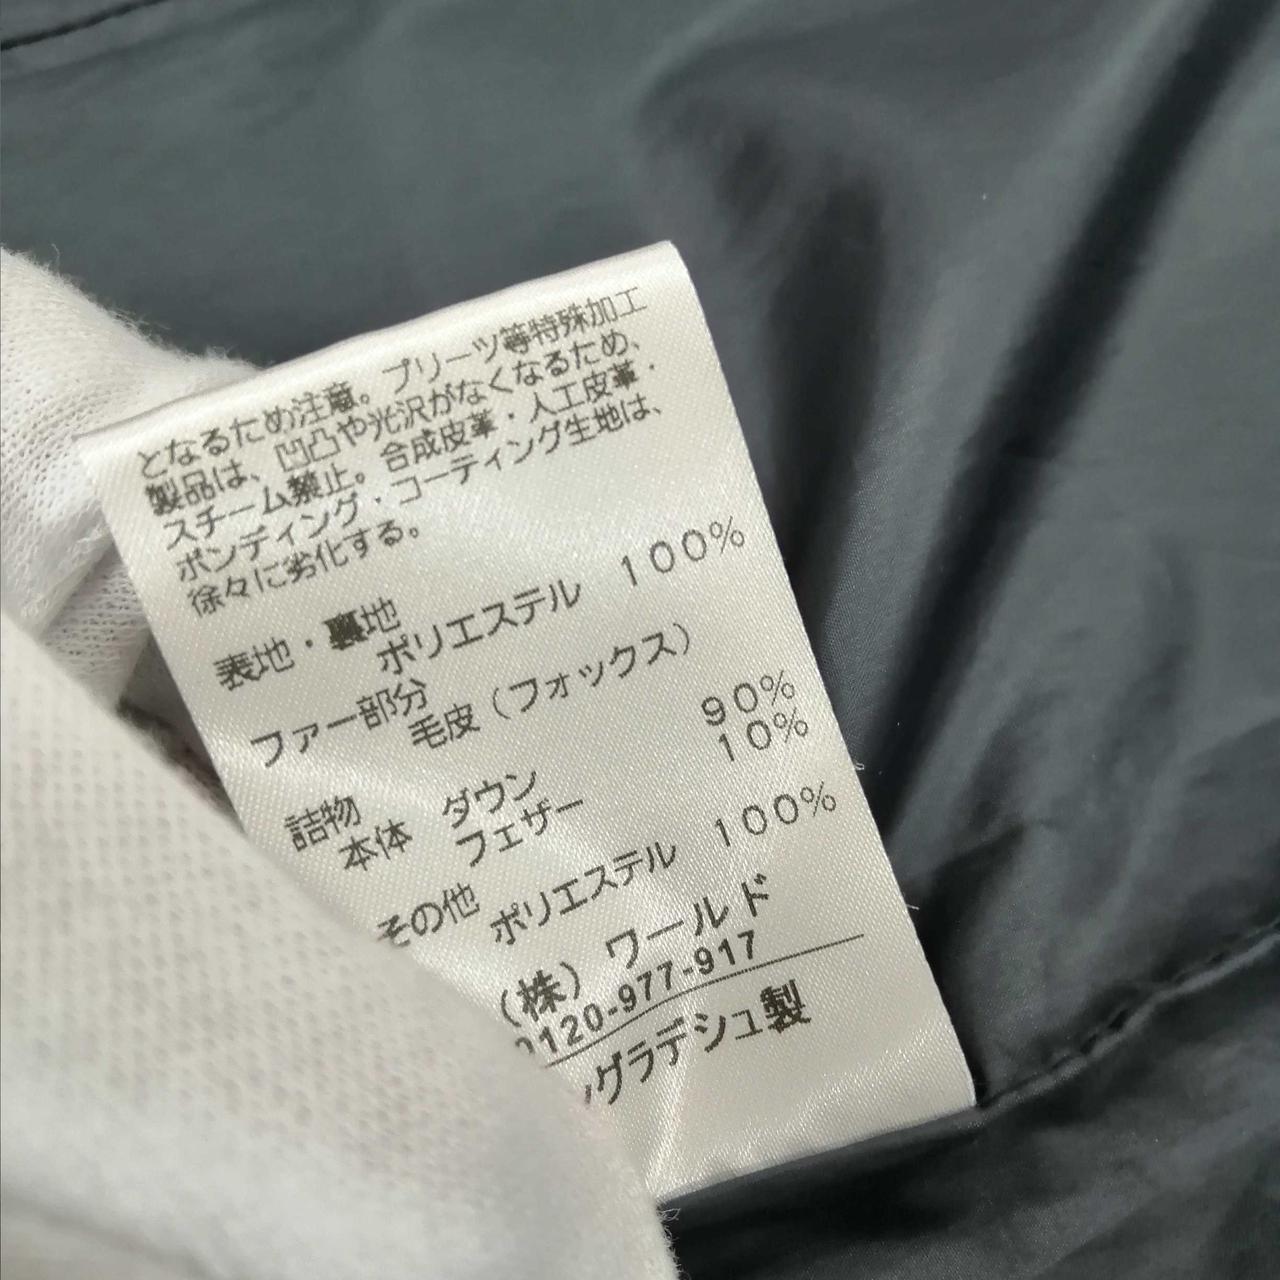 となるため注意。プリーツ等特殊加工
製品は、凹凸や光沢がなくなるため、
スチーム禁止。合成皮革・人工皮革・
ボンディング・コーティング生地は、
徐々に劣化する。
表地・裏地
ポリエステル 100%
ファー部分
毛皮（フォックス）
詰物
本体 ダウン 90%
フェザー 10%
その他
ポリエステル 100%
（株）ワールド
0120-977-917
ングラデシュ製